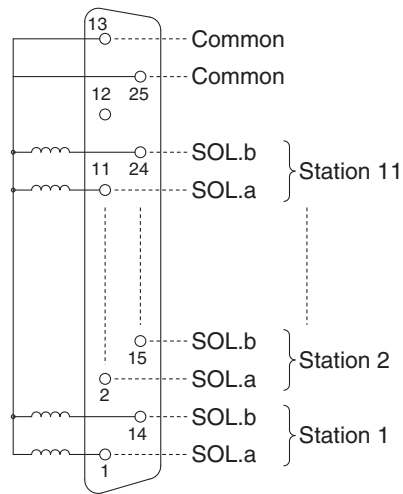 13
Common
Common
12 25
SOL.b
11 24
Station 11
SOL.a
SOL.b
15
Station 2
SOL.a
2
SOL.b
14
Station 1
SOL.a
1